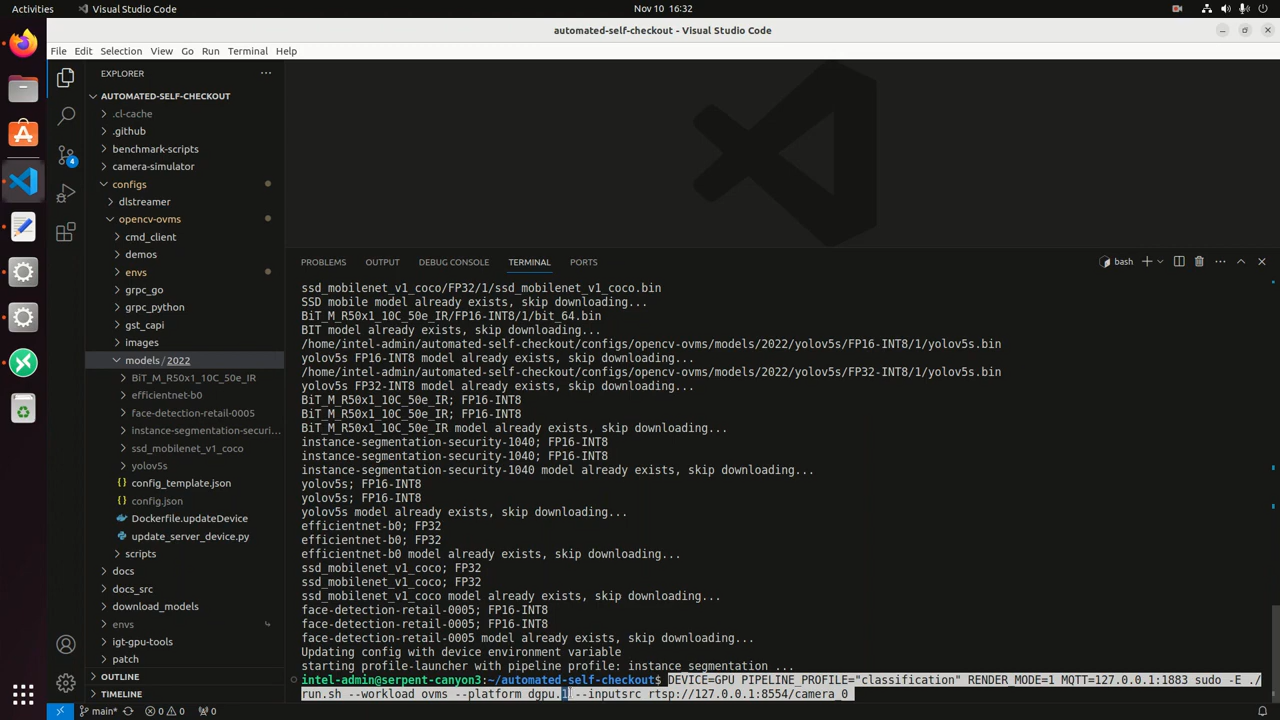 Activities
Visual Studio Code
Nov 10 16:32
automated-self-checkout - Visual Studio Code
File Edit Selection View Go Run Terminal Help
EXPLORER
AUTOMATED-SELF-CHECKOUT
.cl-cache
.github
benchmark-scripts
camera-simulator
configs
dlstreamer
opencv-ovms
cmd_client
demos
envs
grpc_go
grpc_python
gst_capi
images
models / 2022
BiT_M_R50x1_10C_50e_IR
efficientnet-b0
face-detection-retail-0005
instance-segmentation-securi...
ssd_mobilenet_v1_coco
yolov5s
config_template.json
config.json
Dockerfile.updateDevice
update_server_device.py
scripts
docs
docs_src
download_models
envs
igt-gpu-tools
patch
OUTLINE
TIMELINE
4
PROBLEMS OUTPUT DEBUG CONSOLE TERMINAL PORTS
bash
ssd_mobilenet_v1_coco/FP32/1/ssd_mobilenet_v1_coco.bin
SSD mobile model already exists, skip downloading...
BiT_M_R50x1_10C_50e_IR/FP16-INT8/1/bit_64.bin
BIT model already exists, skip downloading...
/home/intel-admin/automated-self-checkout/configs/opencv-ovms/models/2022/yolov5s/FP16-INT8/1/yolov5s.bin
yolov5s FP16-INT8 model already exists, skip downloading...
/home/intel-admin/automated-self-checkout/configs/opencv-ovms/models/2022/yolov5s/FP32-INT8/1/yolov5s.bin
yolov5s FP32-INT8 model already exists, skip downloading...
BiT_M_R50x1_10C_50e_IR; FP16-INT8
BiT_M_R50x1_10C_50e_IR; FP16-INT8
BiT_M_R50x1_10C_50e_IR model already exists, skip downloading...
instance-segmentation-security-1040; FP16-INT8
instance-segmentation-security-1040; FP16-INT8
instance-segmentation-security-1040 model already exists, skip downloading...
yolov5s; FP16-INT8
yolov5s; FP16-INT8
yolov5s model already exists, skip downloading...
efficientnet-b0; FP32
efficientnet-b0; FP32
efficientnet-b0 model already exists, skip downloading...
ssd_mobilenet_v1_coco; FP32
ssd_mobilenet_v1_coco; FP32
ssd_mobilenet_v1_coco model already exists, skip downloading...
face-detection-retail-0005; FP16-INT8
face-detection-retail-0005; FP16-INT8
face-detection-retail-0005 model already exists, skip downloading...
Updating config with device environment variable
starting profile-launcher with pipeline profile: instance_segmentation ...
intel-admin@serpent-canyon3:~/automated-self-checkout$ DEVICE=GPU PIPELINE_PROFILE="classification" RENDER_MODE=1 MQTT=127.0.0.1:1883 sudo -E ./
run.sh --workload ovms --platform dgpu.1 --inputsrc rtsp://127.0.0.1:8554/camera_0
main* 0 0 0